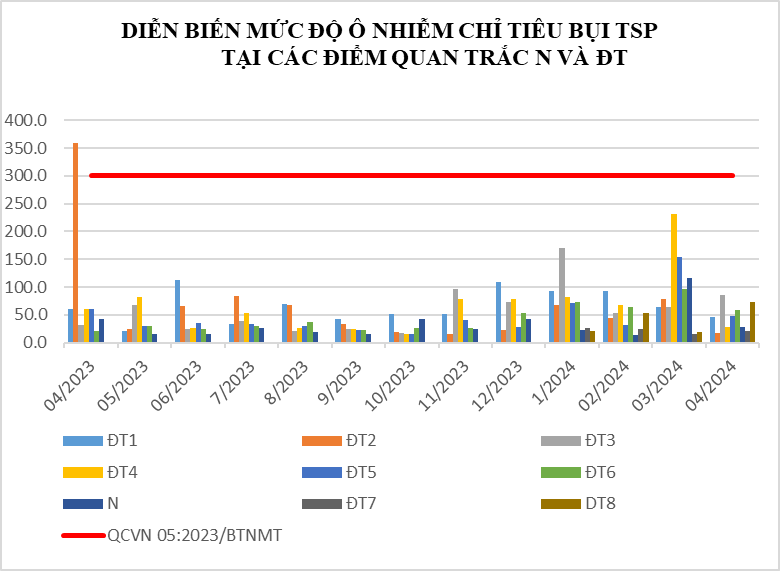 DIỄN BIẾN MỨC ĐỘ Ô NHIỄM CHỈ TIÊU BỤI TSP
TẠI CÁC ĐIỂM QUAN TRẮC N VÀ ĐT
400.0
350.0
300.0
250.0
200.0
150.0
100.0
50.0
0.0
04/2023
05/2023
06/2023
7/2023
8/2023
9/2023
10/2023
11/2023
12/2023
1/2024
02/2024
03/2024
04/2024
ĐT1
ĐT2
ĐT3
ĐT4
ĐT5
ĐT6
N
ĐT7
DT8
QCVN 05:2023/BTNMT